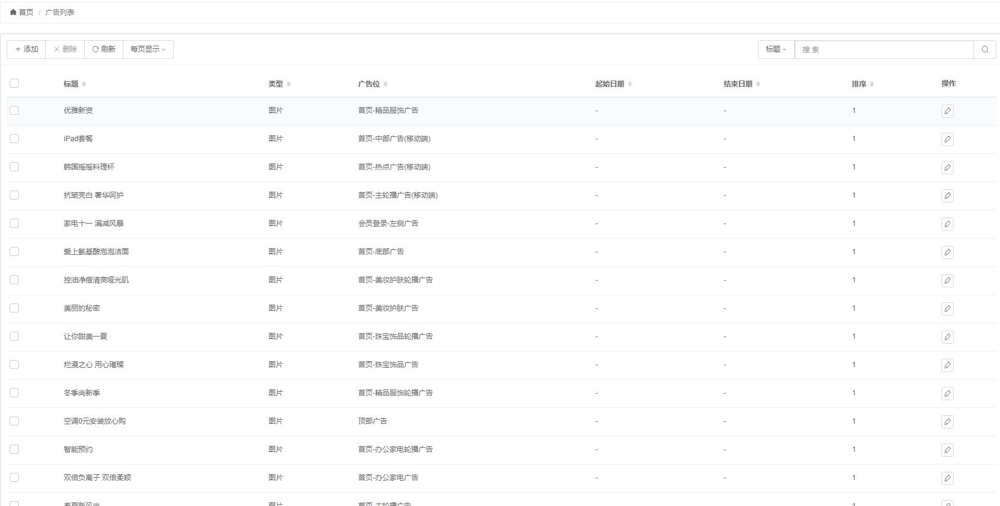 首页 / 广告列表
+ 添加 × 删除 刷新 每页显示 标题 搜 索
标题 类型 广告位 起始日期 结束日期 排序 操作
优雅新资 图片 首页-精品服饰广告 - - 1
iPad套餐 图片 首页-中部广告(移动端) - - 1
韩国摇摇料理杯 图片 首页-热点广告(移动端) - - 1
抗皱亮白 奢华呵护 图片 首页-主轮播广告(移动端) - - 1
家电十一 满减风暴 图片 会员登录-左侧广告 - - 1
爱上氨基酸泡泡洁面 图片 首页-底部广告 - - 1
控油净痘清爽哑光肌 图片 首页-美妆护肤轮播广告 - - 1
美丽的秘密 图片 首页-美妆护肤广告 - - 1
让你甜美一夏 图片 首页-珠宝饰品轮播广告 - - 1
烂漫之心 用心璀璨 图片 首页-珠宝饰品广告 - - 1
冬季尚新季 图片 首页-精品服饰轮播广告 - - 1
空调0元安装放心购 图片 顶部广告 - - 1
智能预约 图片 首页-办公家电轮播广告 - - 1
双倍负离子 双倍柔顺 图片 首页-办公家电广告 - - 1
春夏新风尚 图片 首页-主轮播广告 - - 1